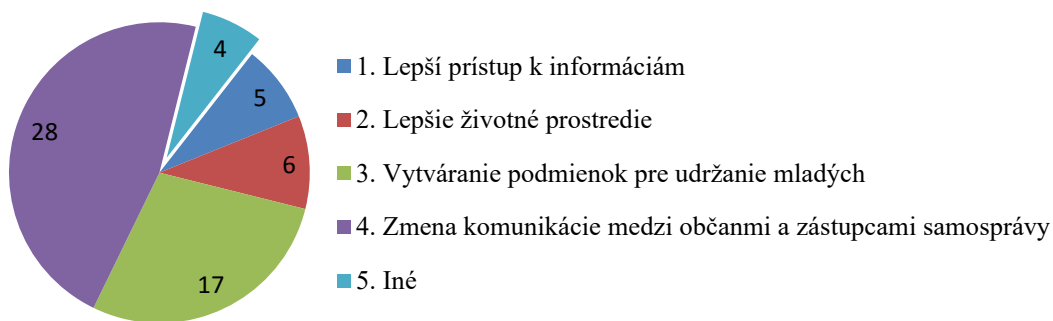 4
5
28
6
17
1. Lepší prístup k informáciám
2. Lepšie životné prostredie
3. Vytváranie podmienok pre udržanie mladých
4. Zmena komunikácie medzi občanmi a zástupcami samosprávy
5. Iné